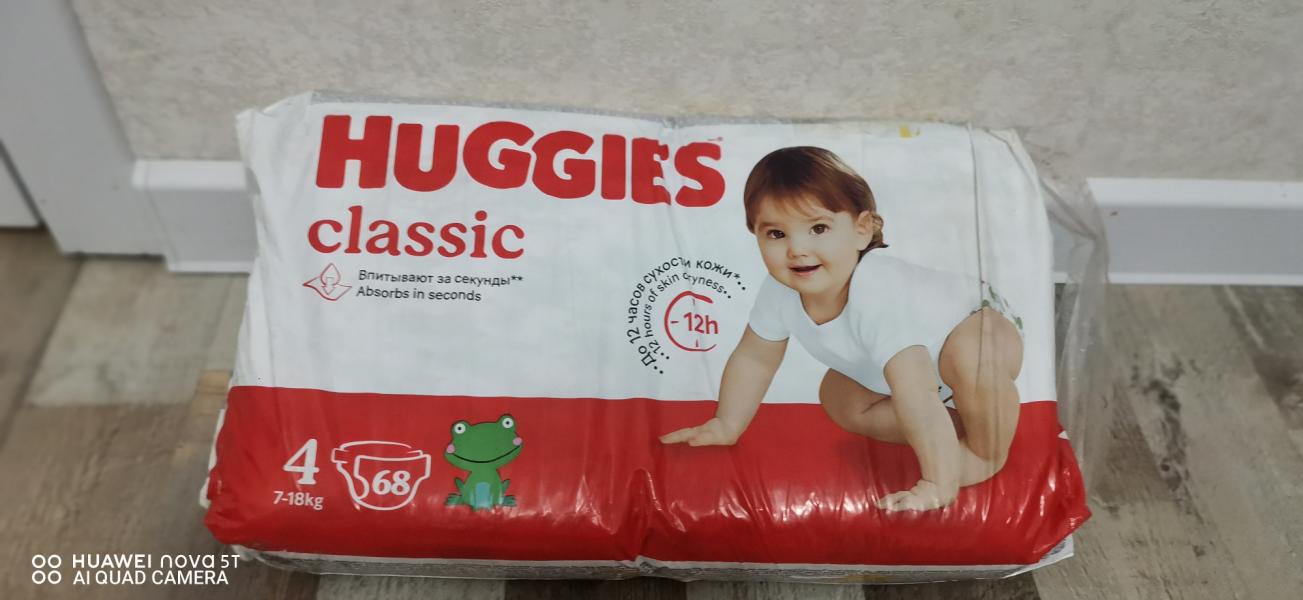 HUGGIES
classic
Впитывают за секунды**
Absorbs in seconds
До 12 часов сухости кожи*
12 hours of skin dryness
12h
4
7-18kg
68
HUAWEI nova 5T
AI QUAD CAMERA